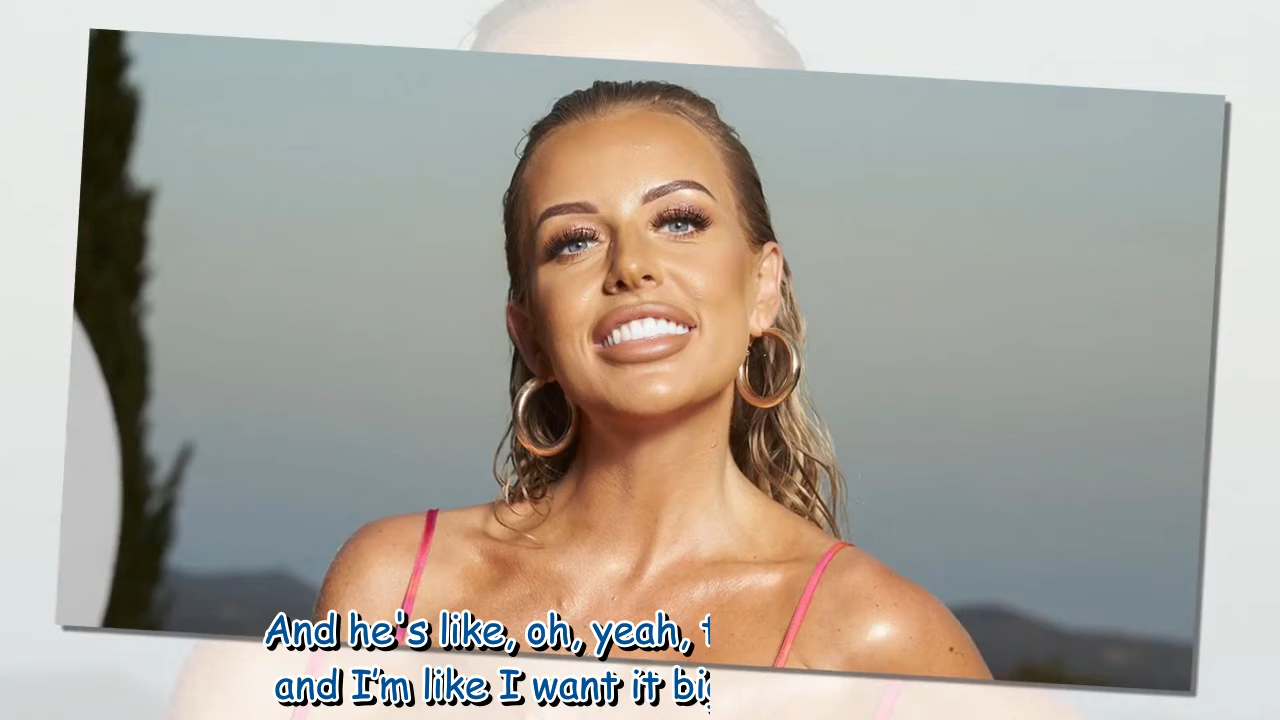 And he's like, oh, yeah,
and I'm like I want it